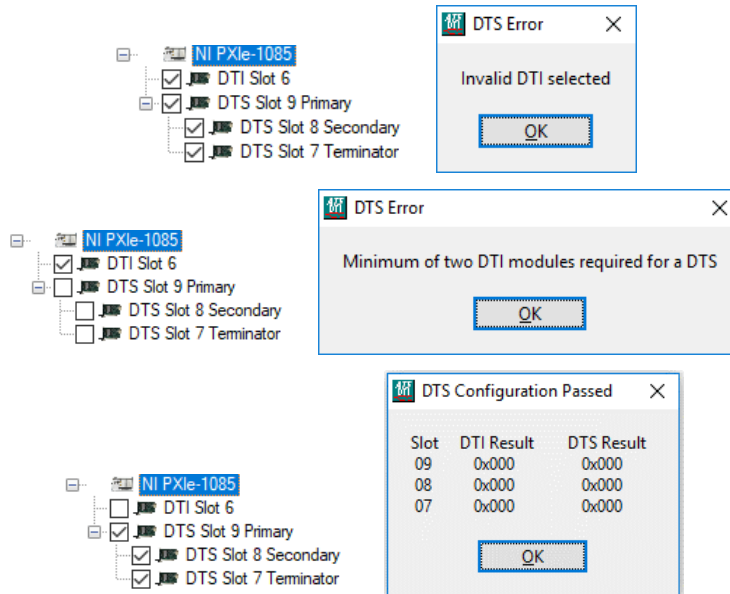 NI PXIe-1085
DTI Slot 6
DTS Slot 9 Primary
DTS Slot 8 Secondary
DTS Slot 7 Terminator
DTS Error
Invalid DTI selected
OK
NI PXIe-1085
DTI Slot 6
DTS Slot 9 Primary
DTS Slot 8 Secondary
DTS Slot 7 Terminator
DTS Error
Minimum of two DTI modules required for a DTS
OK
NI PXIe-1085
DTI Slot 6
DTS Slot 9 Primary
DTS Slot 8 Secondary
DTS Slot 7 Terminator
DTS Configuration Passed
Slot DTI Result DTS Result
09 0x000 0x000
08 0x000 0x000
07 0x000 0x000
OK